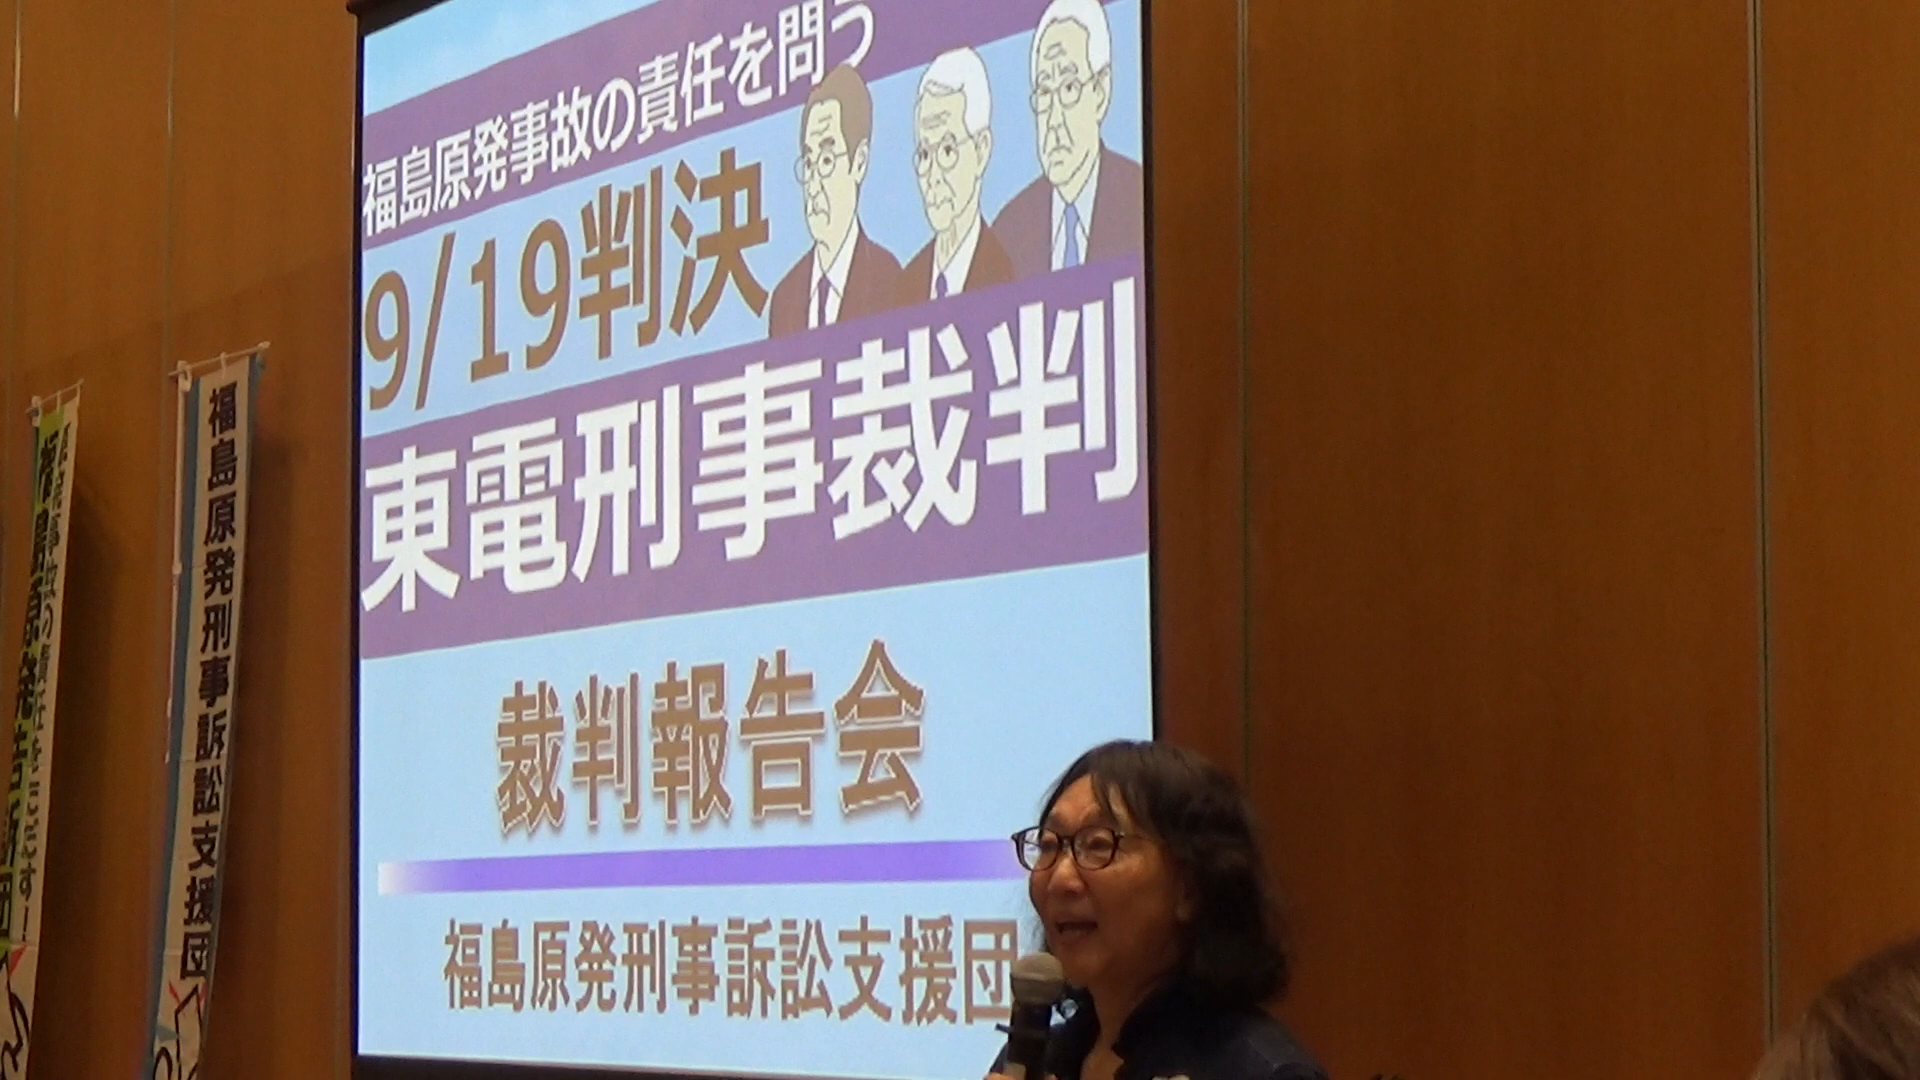 福島原発事故の責任を問う
9/19判決
東電刑事裁判
裁判報告会
福島原発刑事訴訟支援団
福島原発刑事訴訟支援団